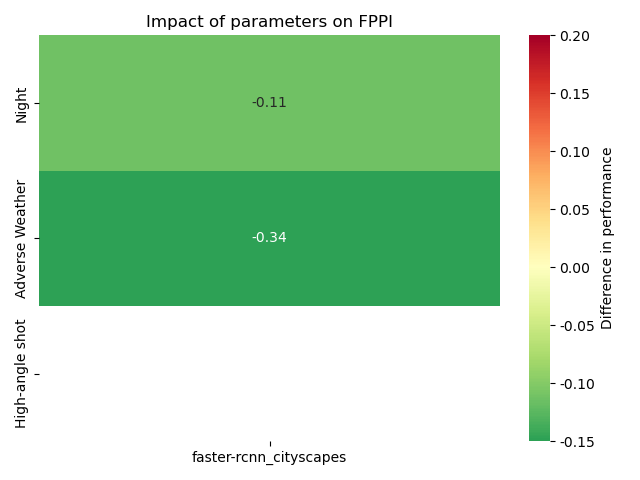 Impact of parameters on FPPI
Night
-0.11
Adverse Weather
-0.34
High-angle shot
faster-rcnn_cityscapes
0.20
0.15
0.10
0.05
0.00
-0.05
-0.10
-0.15
Difference in performance